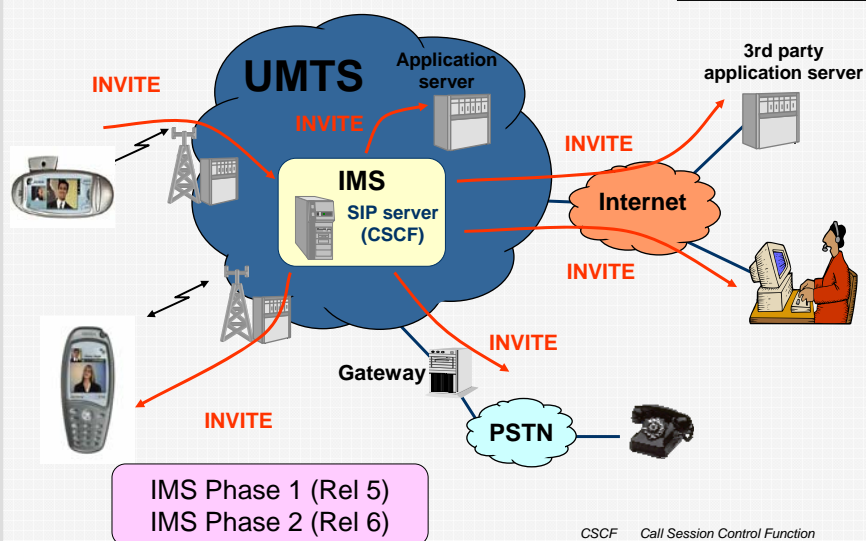 UMTS
INVITE
Application
server
3rd party
application server
INVITE
INVITE
IMS
SIP server
(CSCF)
Internet
INVITE
INVITE
Gateway
INVITE
PSTN
IMS Phase 1 (Rel 5)
IMS Phase 2 (Rel 6)
CSCF Call Session Control Function